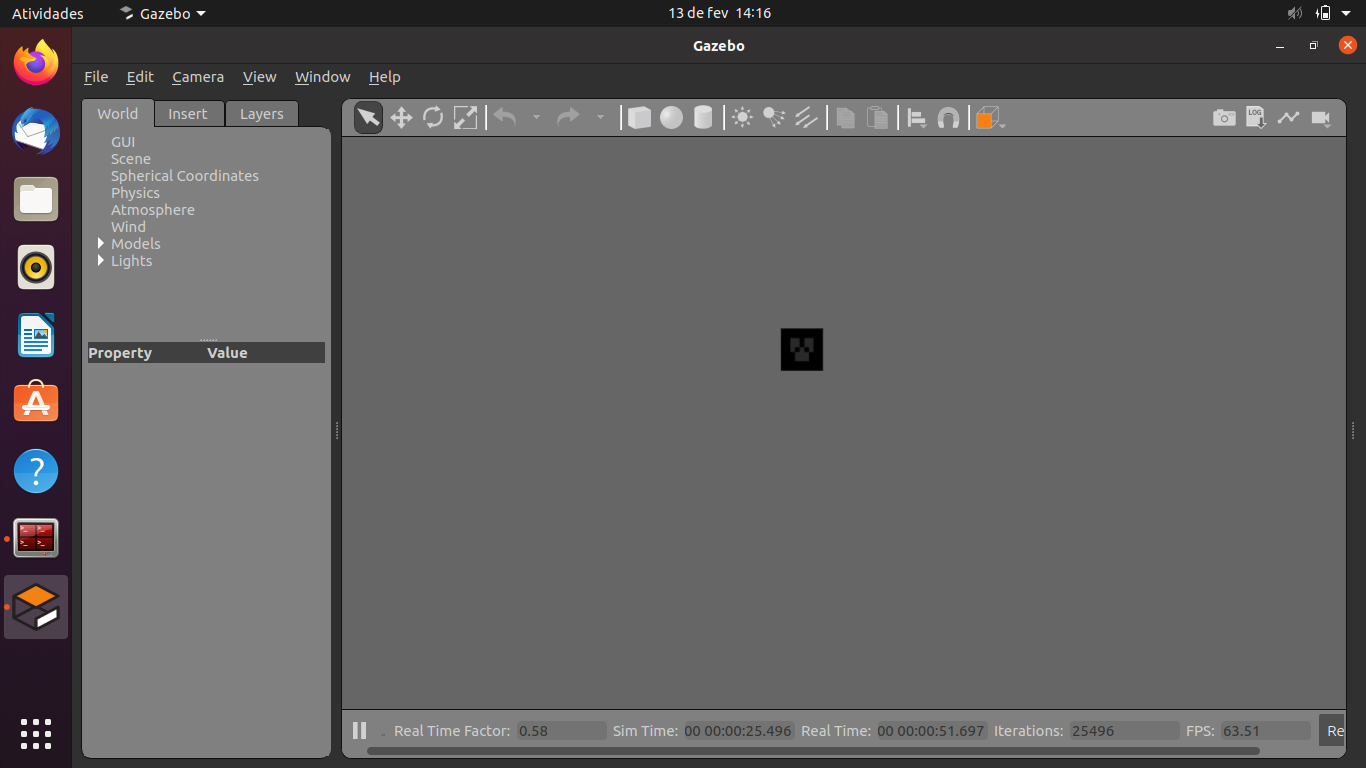 Atividades Gazebo 13 de fev 14:16
Gazebo
File Edit Camera View Window Help
World Insert Layers
LOG
GUI
Scene
Spherical Coordinates
Physics
Atmosphere
Wind
Models
Lights
Property Value
Real Time Factor: 0.58 Sim Time: 00 00:00:25.496 Real Time: 00 00:00:51.697 Iterations: 25496 FPS: 63.51 Re